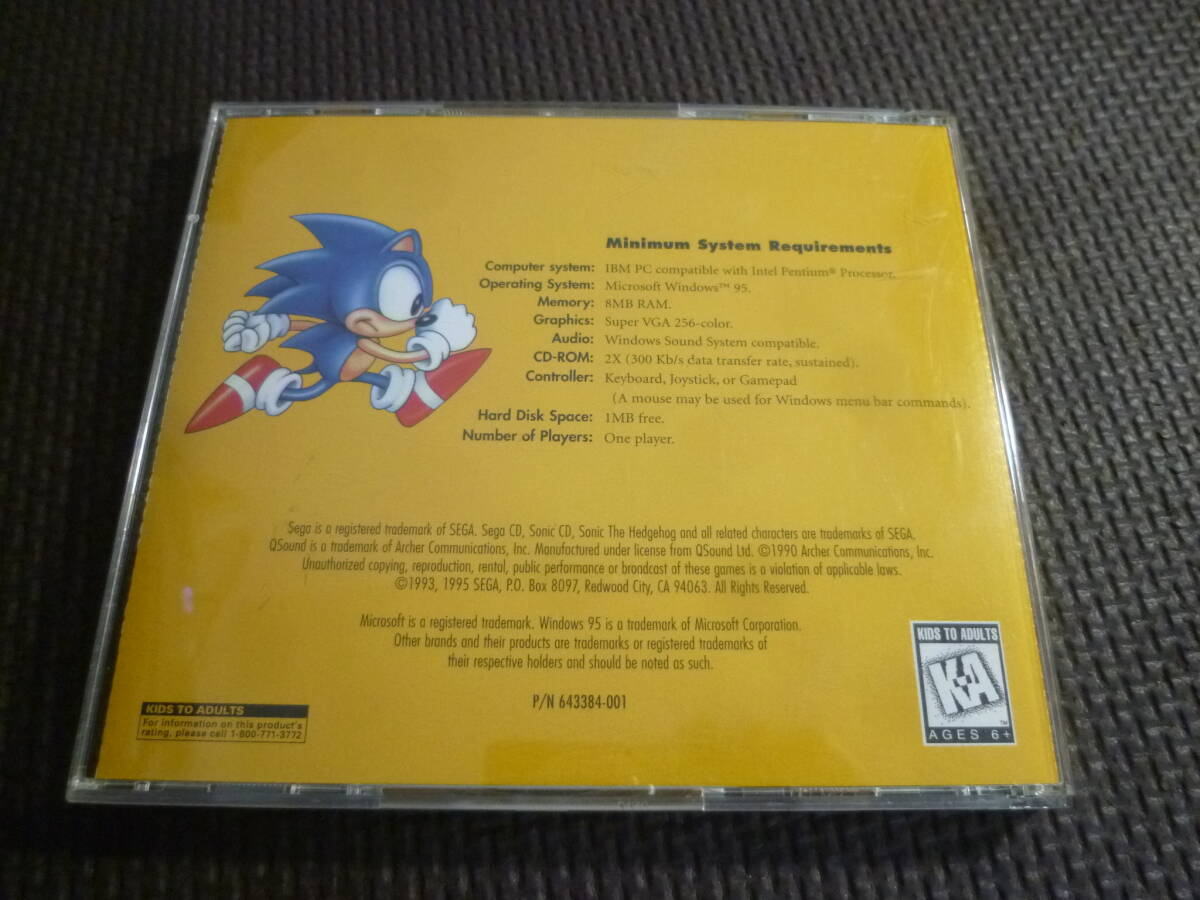 Minimum System Requirements
Computer system: IBM PC compatible with Intel Pentium® Processor.
Operating System: Microsoft Windows™ 95.
Memory: 8MB RAM.
Graphics: Super VGA 256-color.
Audio: Windows Sound System compatible.
CD-ROM: 2X (300 Kb/s data transfer rate, sustained).
Controller: Keyboard, Joystick, or Gamepad
(A mouse may be used for Windows menu bar commands).
Hard Disk Space: 1MB free.
Number of Players: One player.
Sega is a registered trademark of SEGA. Sega CD, Sonic CD, Sonic The Hedgehog and all related characters are trademarks of SEGA.
QSound is a trademark of Archer Communications, Inc. Manufactured under license from QSound Ltd. ©1990 Archer Communications, Inc.
Unauthorized copying, reproduction, rental, public performance or broadcast of these games is a violation of applicable laws.
©1993, 1995 SEGA, P.O. Box 8097, Redwood City, CA 94063. All Rights Reserved.
Microsoft is a registered trademark. Windows 95 is a trademark of Microsoft Corporation.
Other brands and their products are trademarks or registered trademarks of
their respective holders and should be noted as such.
P/N 643384-001
KIDS TO ADULTS
For information on this product's
rating, please call 1-800-771-3772
KIDS TO ADULTS
K-A
™
AGES 6+